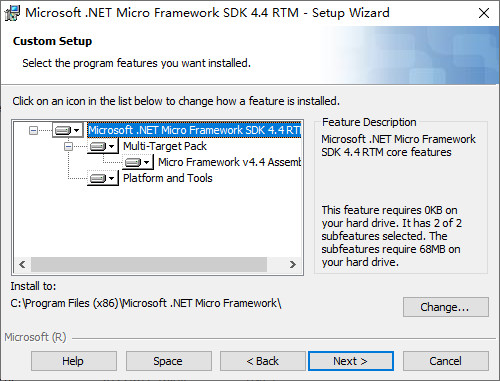 Microsoft .NET Micro Framework SDK 4.4 RTM - Setup Wizard
Custom Setup
Select the program features you want installed.
Click on an icon in the list below to change how a feature is installed.
Microsoft .NET Micro Framework SDK 4.4 RTM
Multi-Target Pack
Micro Framework v4.4 Assemb
Platform and Tools
Feature Description
Microsoft .NET Micro Framework
SDK 4.4 RTM core features
This feature requires 0KB on
your hard drive. It has 2 of 2
subfeatures selected. The
subfeatures require 68MB on
your hard drive.
Install to:
C:\Program Files (x86)\Microsoft .NET Micro Framework\
Change...
Microsoft (R)
Help
Space
< Back
Next >
Cancel